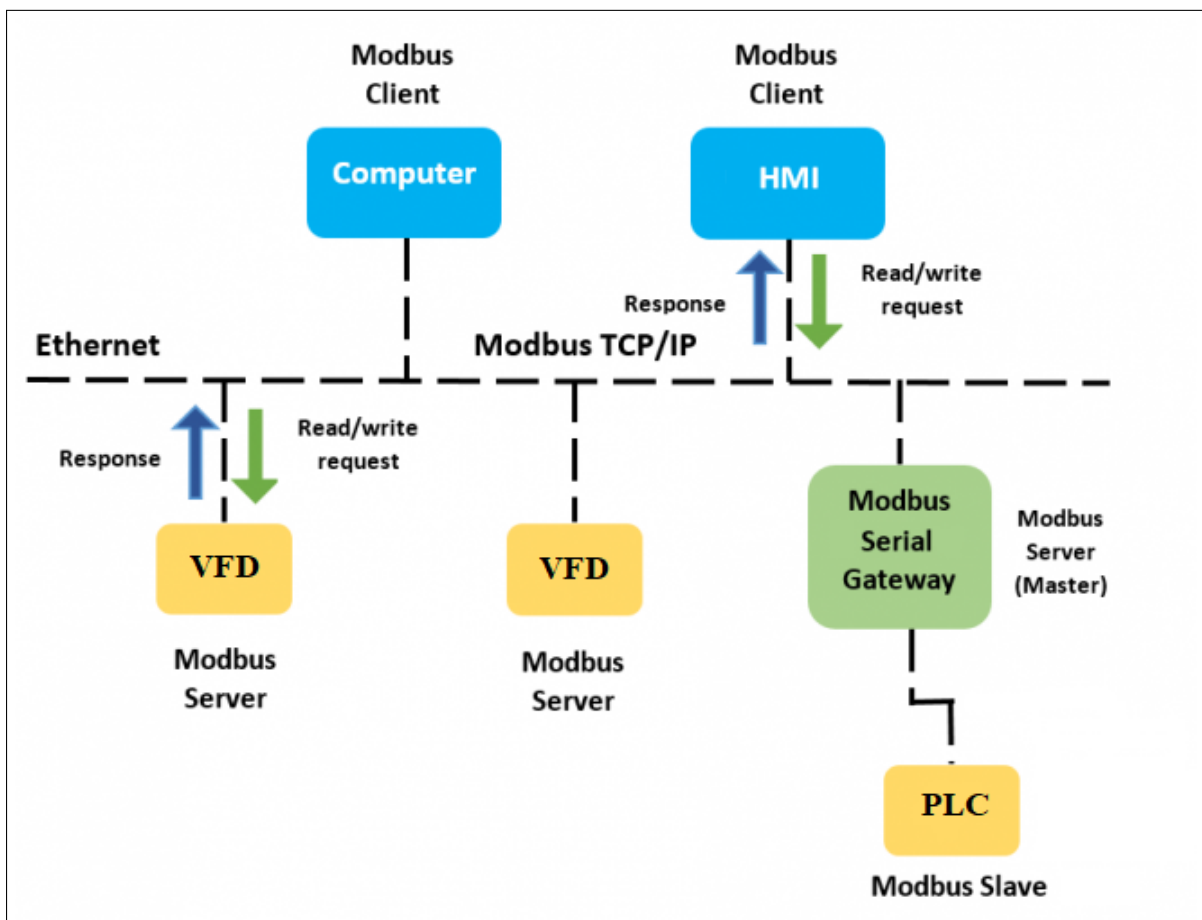 Modbus
Client
Modbus
Client
Computer
HMI
Response
Read/write
request
Ethernet
Modbus TCP/IP
Response
Read/write
request
VFD
Modbus
Server
VFD
Modbus
Server
Modbus
Serial
Gateway
Modbus
Server
(Master)
PLC
Modbus Slave